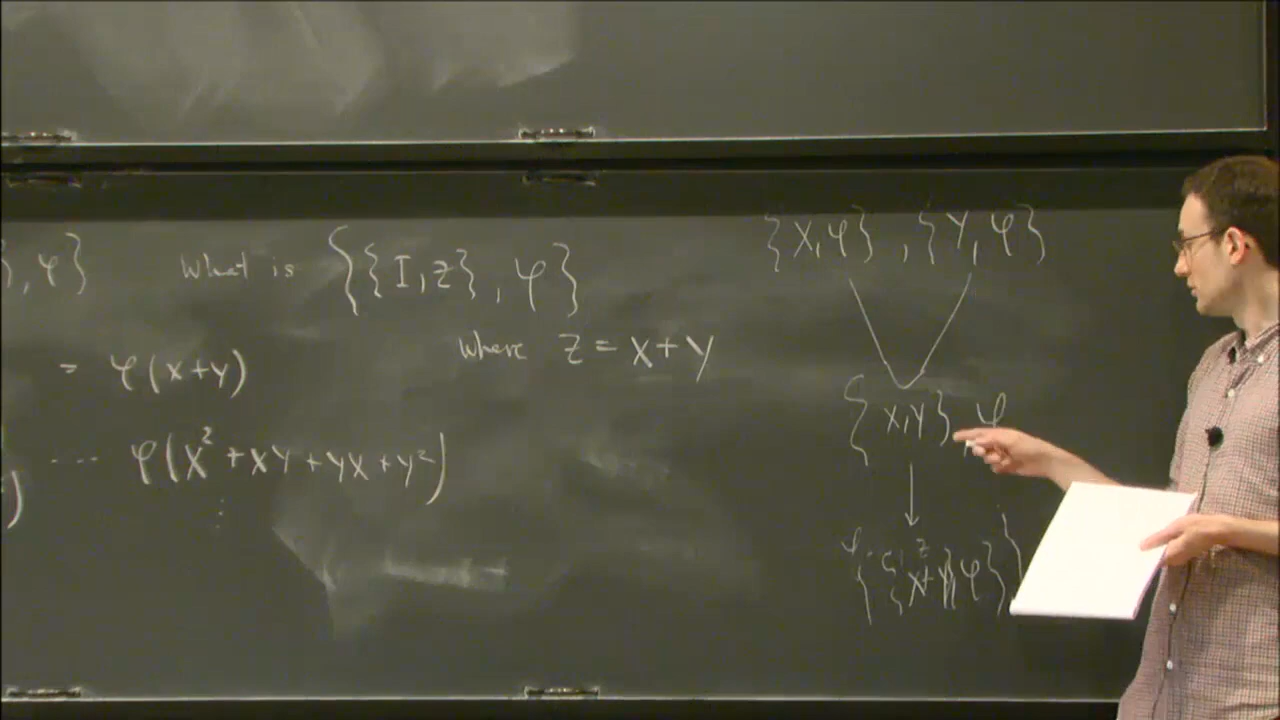 }, φ}
What is {{I, Z}, φ}
where Z = X + Y
= φ(X+Y)
··· φ(X² + XY + YX + Y²)
)
⋮
{X, φ}, {Y, φ}
{X, Y} φ
↓
Z
{X+Y}, φ}